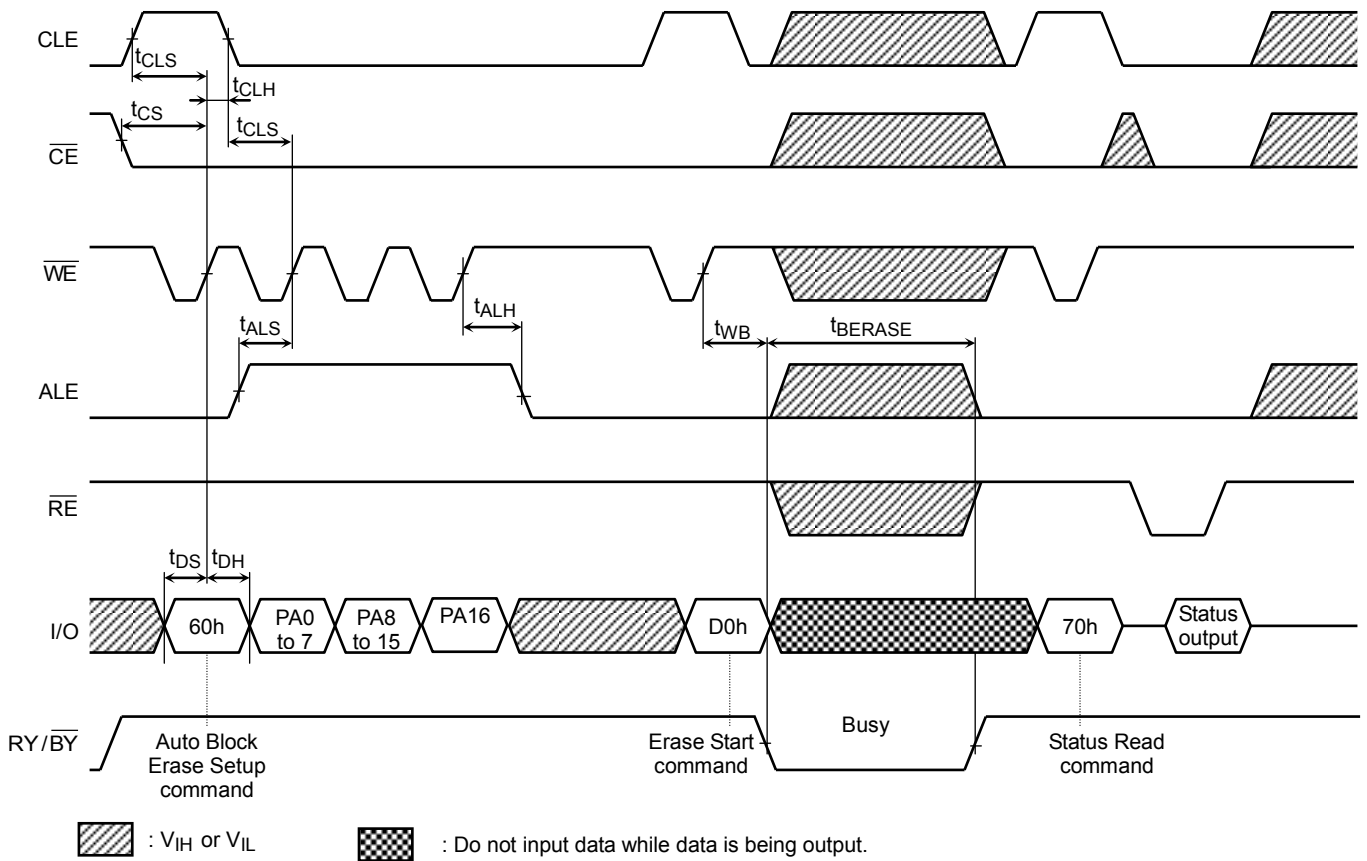 CLE
tCLS
tCLH
tCS
tCLS
CE
WE
tALS
tALH
tWB
tBERASE
ALE
RE
tDS
tDH
I/O
60h
PA0
to 7
PA8
to 15
PA16
D0h
70h
Status
output
RY/BY
Auto Block
Erase Setup
command
Erase Start
command
Busy
Status Read
command
: VIH or VIL
: Do not input data while data is being output.